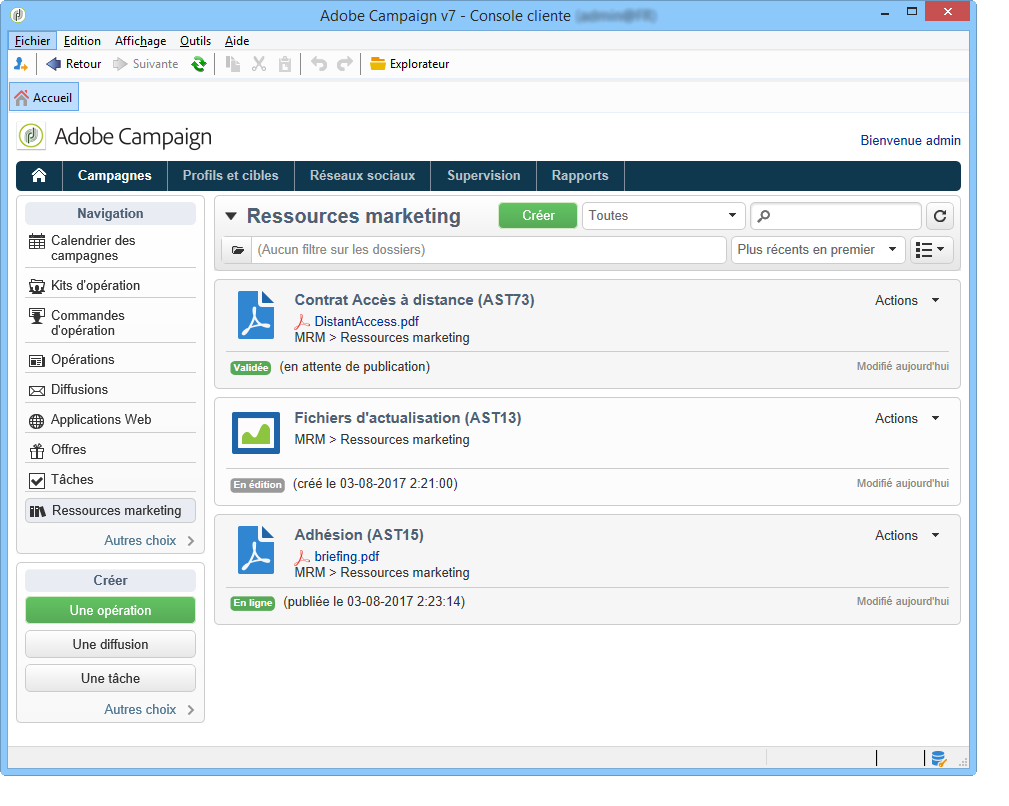 Adobe Campaign v7 - Console cliente (admin@FR)
Fichier Edition Affichage Outils Aide
Retour Suivante Explorateur
Accueil
Adobe Campaign
Bienvenue admin
Campagnes Profils et cibles Réseaux sociaux Supervision Rapports
Navigation
Calendrier des
campagnes
Kits d'opération
Commandes
d'opération
Opérations
Diffusions
Applications Web
Offres
Tâches
Ressources marketing
Autres choix
Créer
Une opération
Une diffusion
Une tâche
Autres choix
Ressources marketing Créer Toutes
(Aucun filtre sur les dossiers) Plus récents en premier
Contrat Accès à distance (AST73) Actions
DistantAccess.pdf
MRM > Ressources marketing
Validée (en attente de publication) Modifié aujourd'hui
Fichiers d'actualisation (AST13) Actions
MRM > Ressources marketing
En édition (créé le 03-08-2017 2:21:00) Modifié aujourd'hui
Adhésion (AST15) Actions
briefing.pdf
MRM > Ressources marketing
En ligne (publiée le 03-08-2017 2:23:14) Modifié aujourd'hui